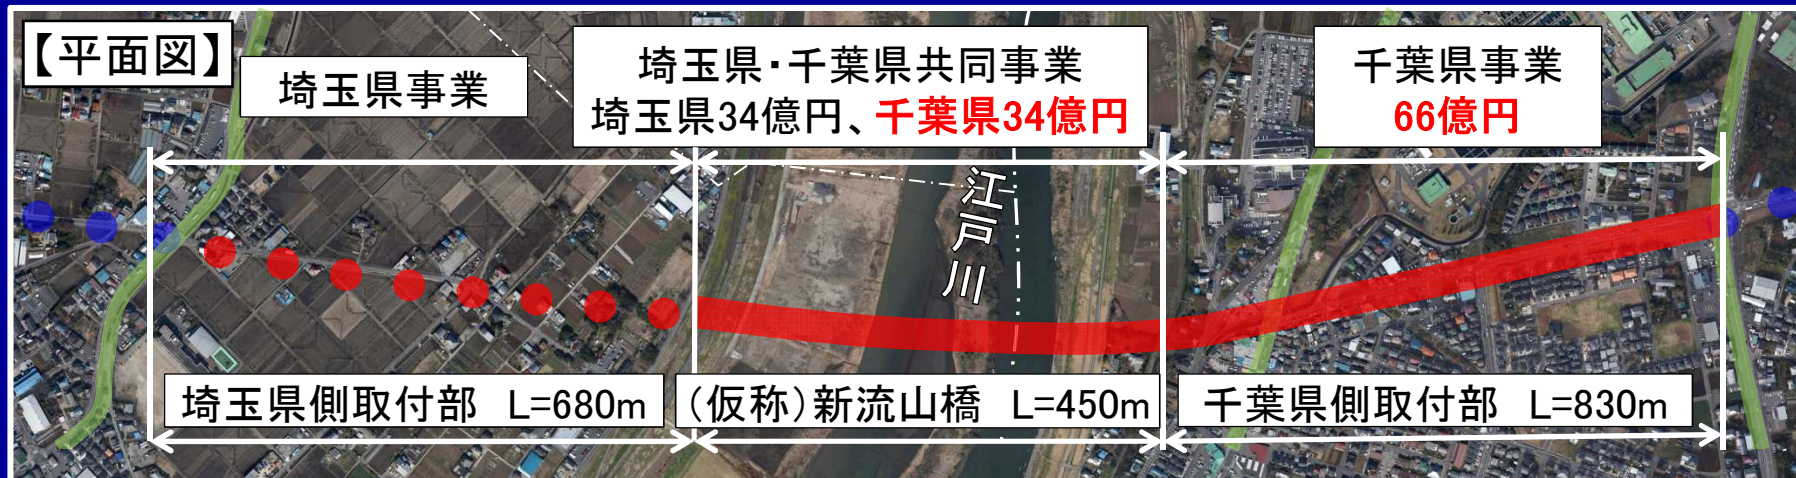 【平面図】
埼玉県事業
埼玉県・千葉県共同事業
埼玉県34億円、千葉県34億円
千葉県事業
66億円
江戸川
埼玉県側取付部 L=680m
(仮称)新流山橋 L=450m
千葉県側取付部 L=830m